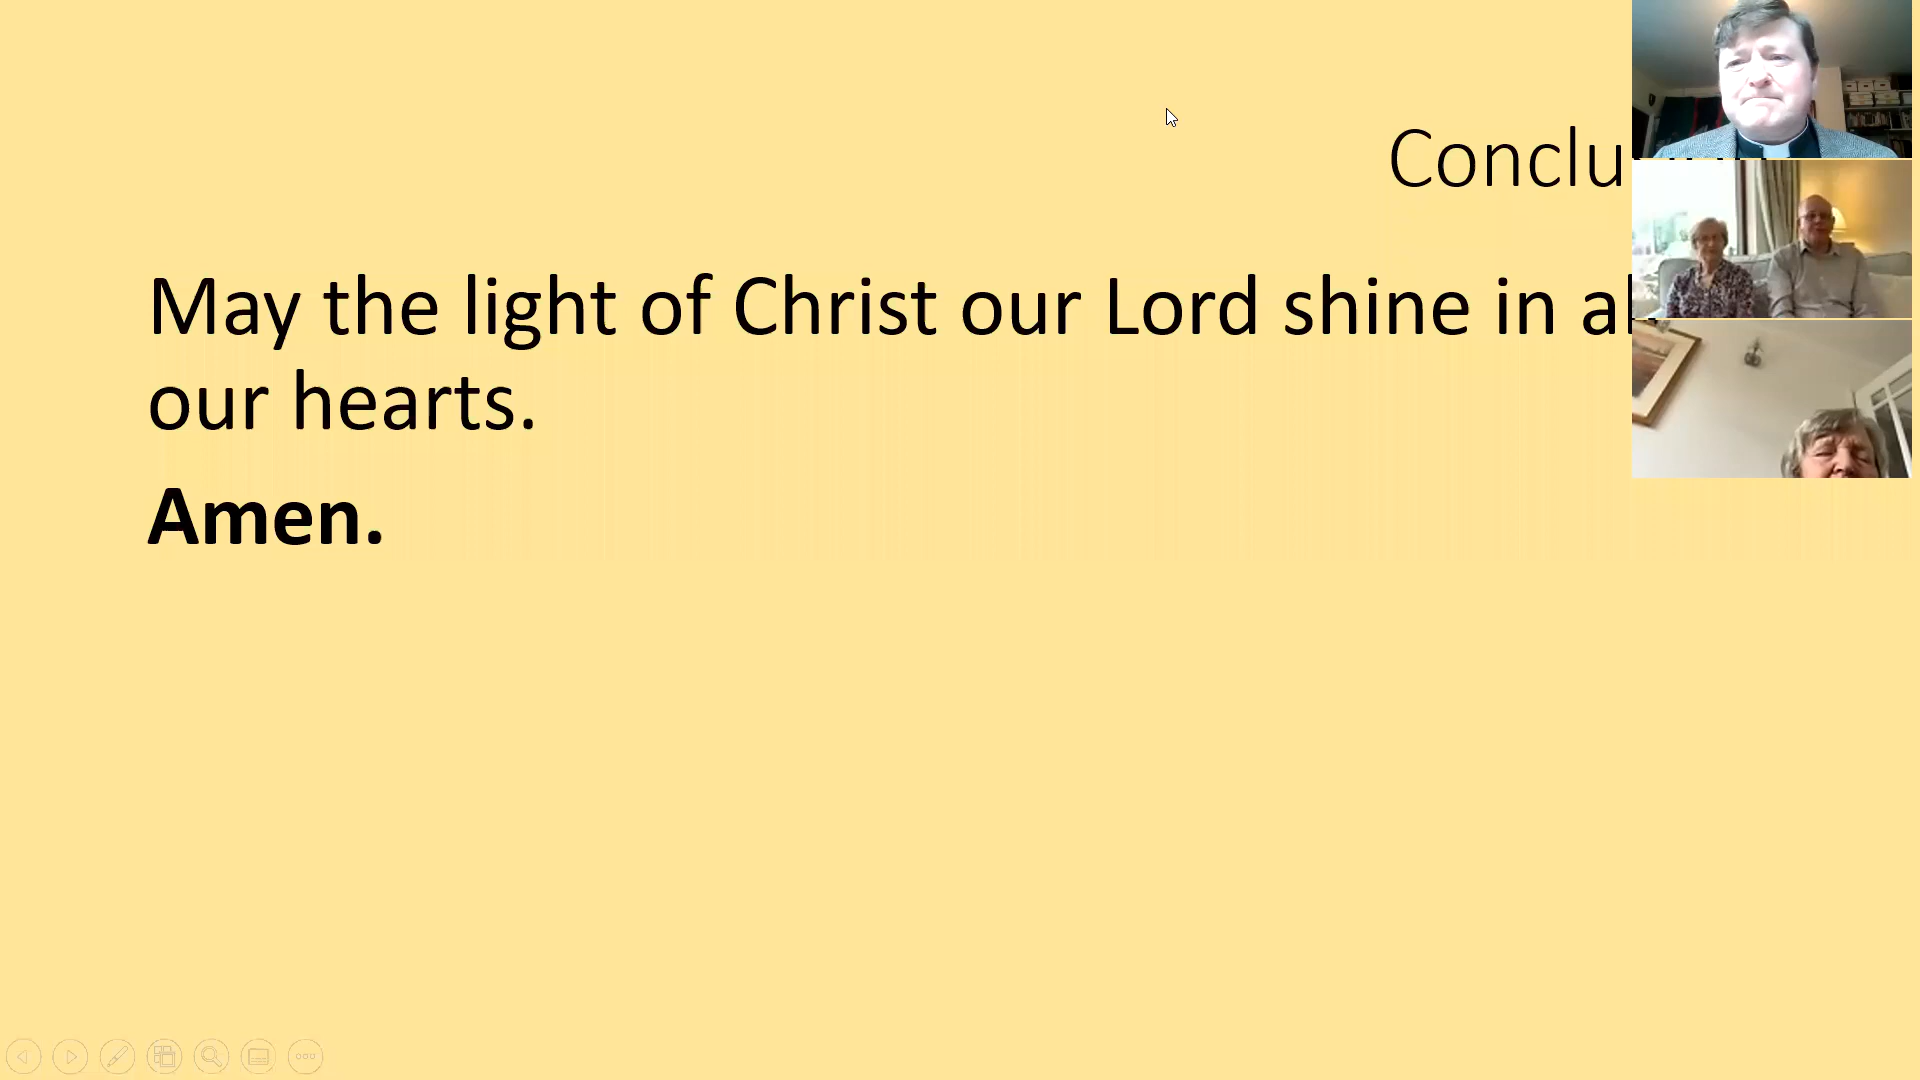 Conclu
May the light of Christ our Lord shine in al
our hearts.
Amen.